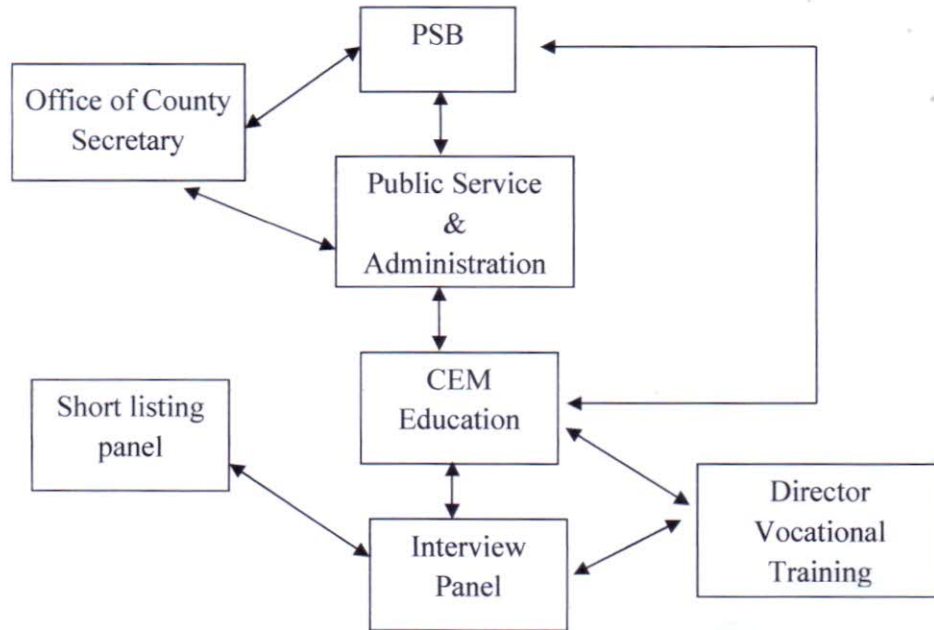 PSB
Office of County
Secretary
Public Service
&
Administration
CEM
Education
Short listing
panel
Interview
Panel
Director
Vocational
Training